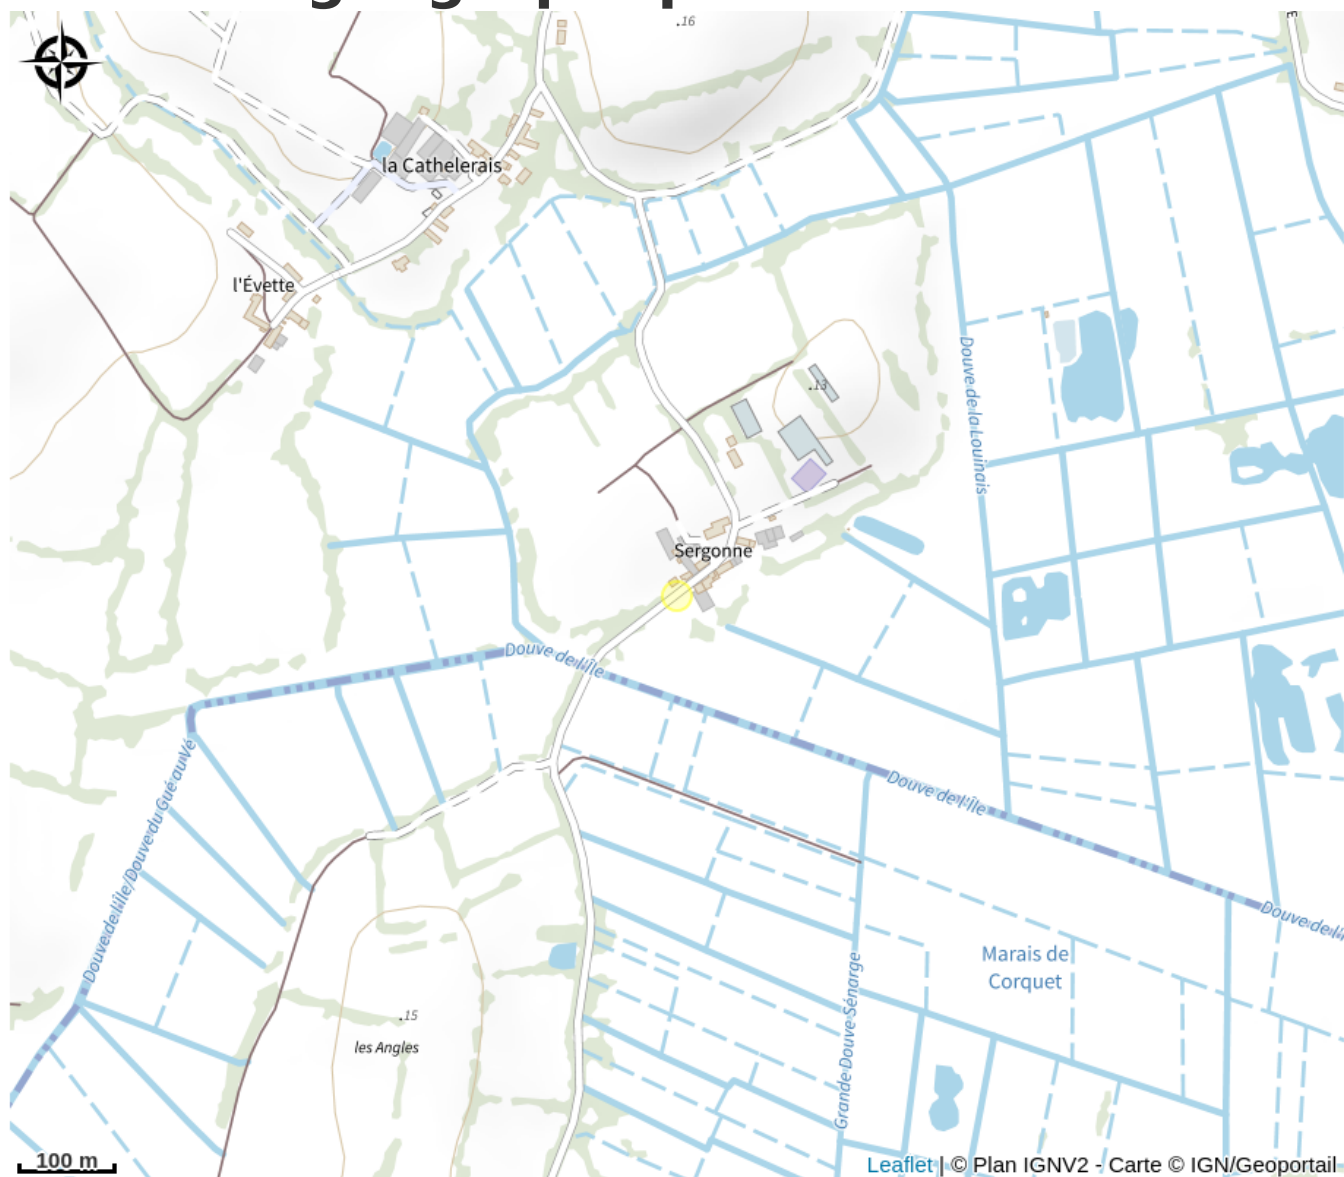 .16
la Cathelerais
l'Évette
Douve de la Louinais
.13
Sergonne
Douve de l'Île
Douve de l'Île
Douve de l'Île/Douve du Gué au Vé
Douve de l'Î
Marais de
Corquet
Grande Douve Sénarge
.15
les Angles
100 m
Leaflet | © Plan IGNV2 - Carte © IGN/Geoportail